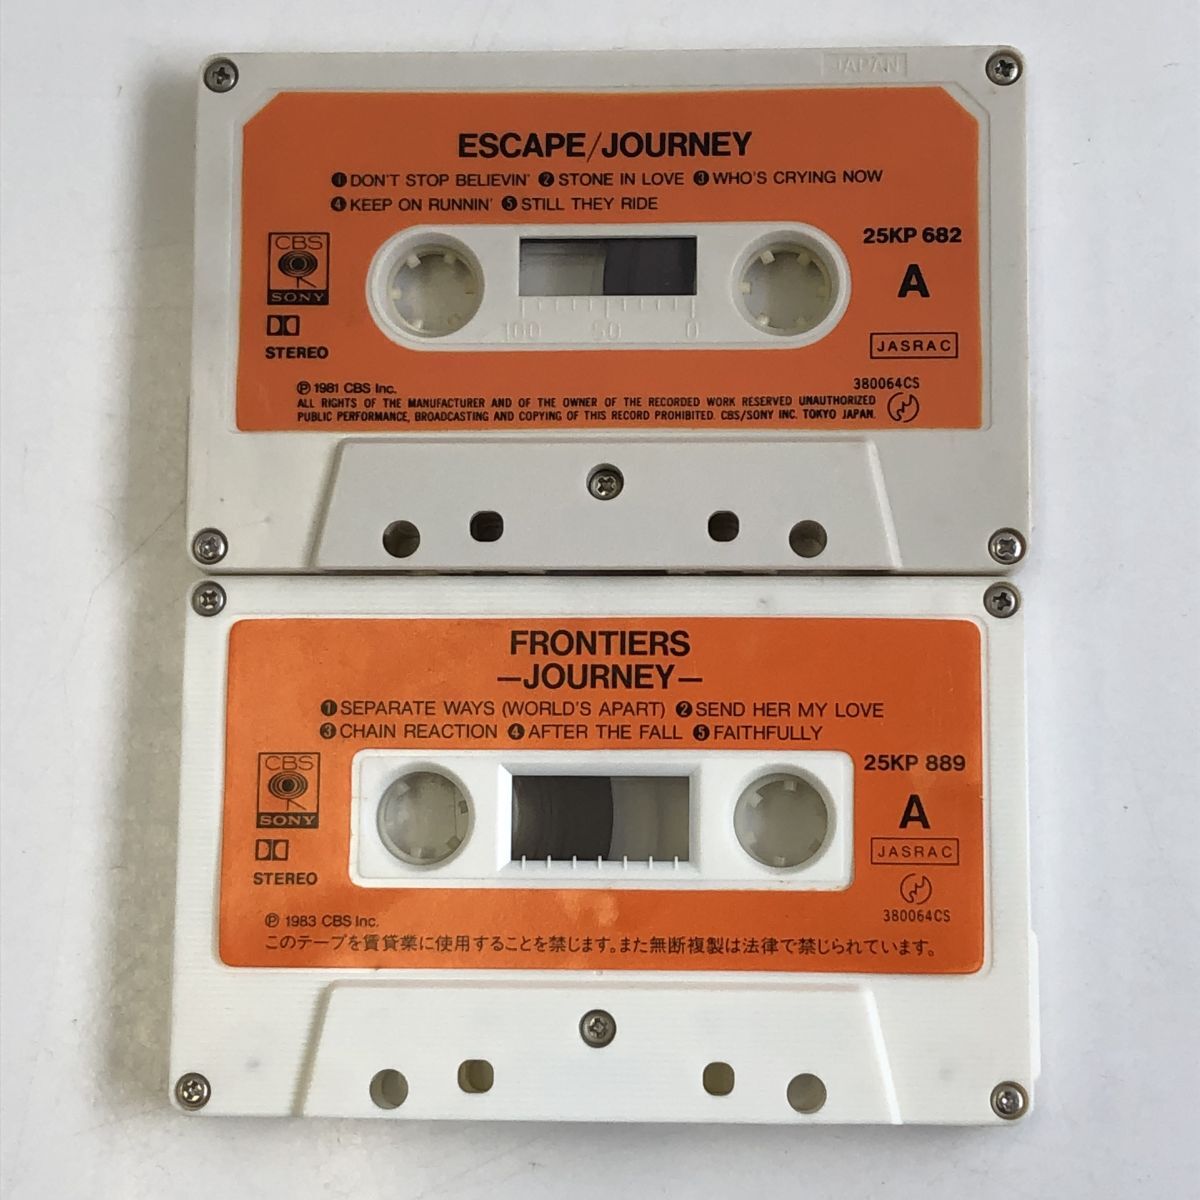 JAPAN
ESCAPE/JOURNEY
❶DON'T STOP BELIEVIN' ❷STONE IN LOVE ❸WHO'S CRYING NOW
❹KEEP ON RUNNIN' ❺STILL THEY RIDE
CBS
SONY
STEREO
25KP 682
A
JASRAC
100 50 0
℗1981 CBS Inc.
380064CS
ALL RIGHTS OF THE MANUFACTURER AND OF THE OWNER OF THE RECORDED WORK RESERVED UNAUTHORIZED
PUBLIC PERFORMANCE, BROADCASTING AND COPYING OF THIS RECORD PROHIBITED. CBS/SONY INC. TOKYO JAPAN.
FRONTIERS
—JOURNEY—
❶SEPARATE WAYS (WORLD'S APART) ❷SEND HER MY LOVE
❸CHAIN REACTION ❹AFTER THE FALL ❺FAITHFULLY
CBS
SONY
STEREO
25KP 889
A
JASRAC
380064CS
℗ 1983 CBS Inc.
このテープを賃貸業に使用することを禁じます。また無断複製は法律で禁じられています。